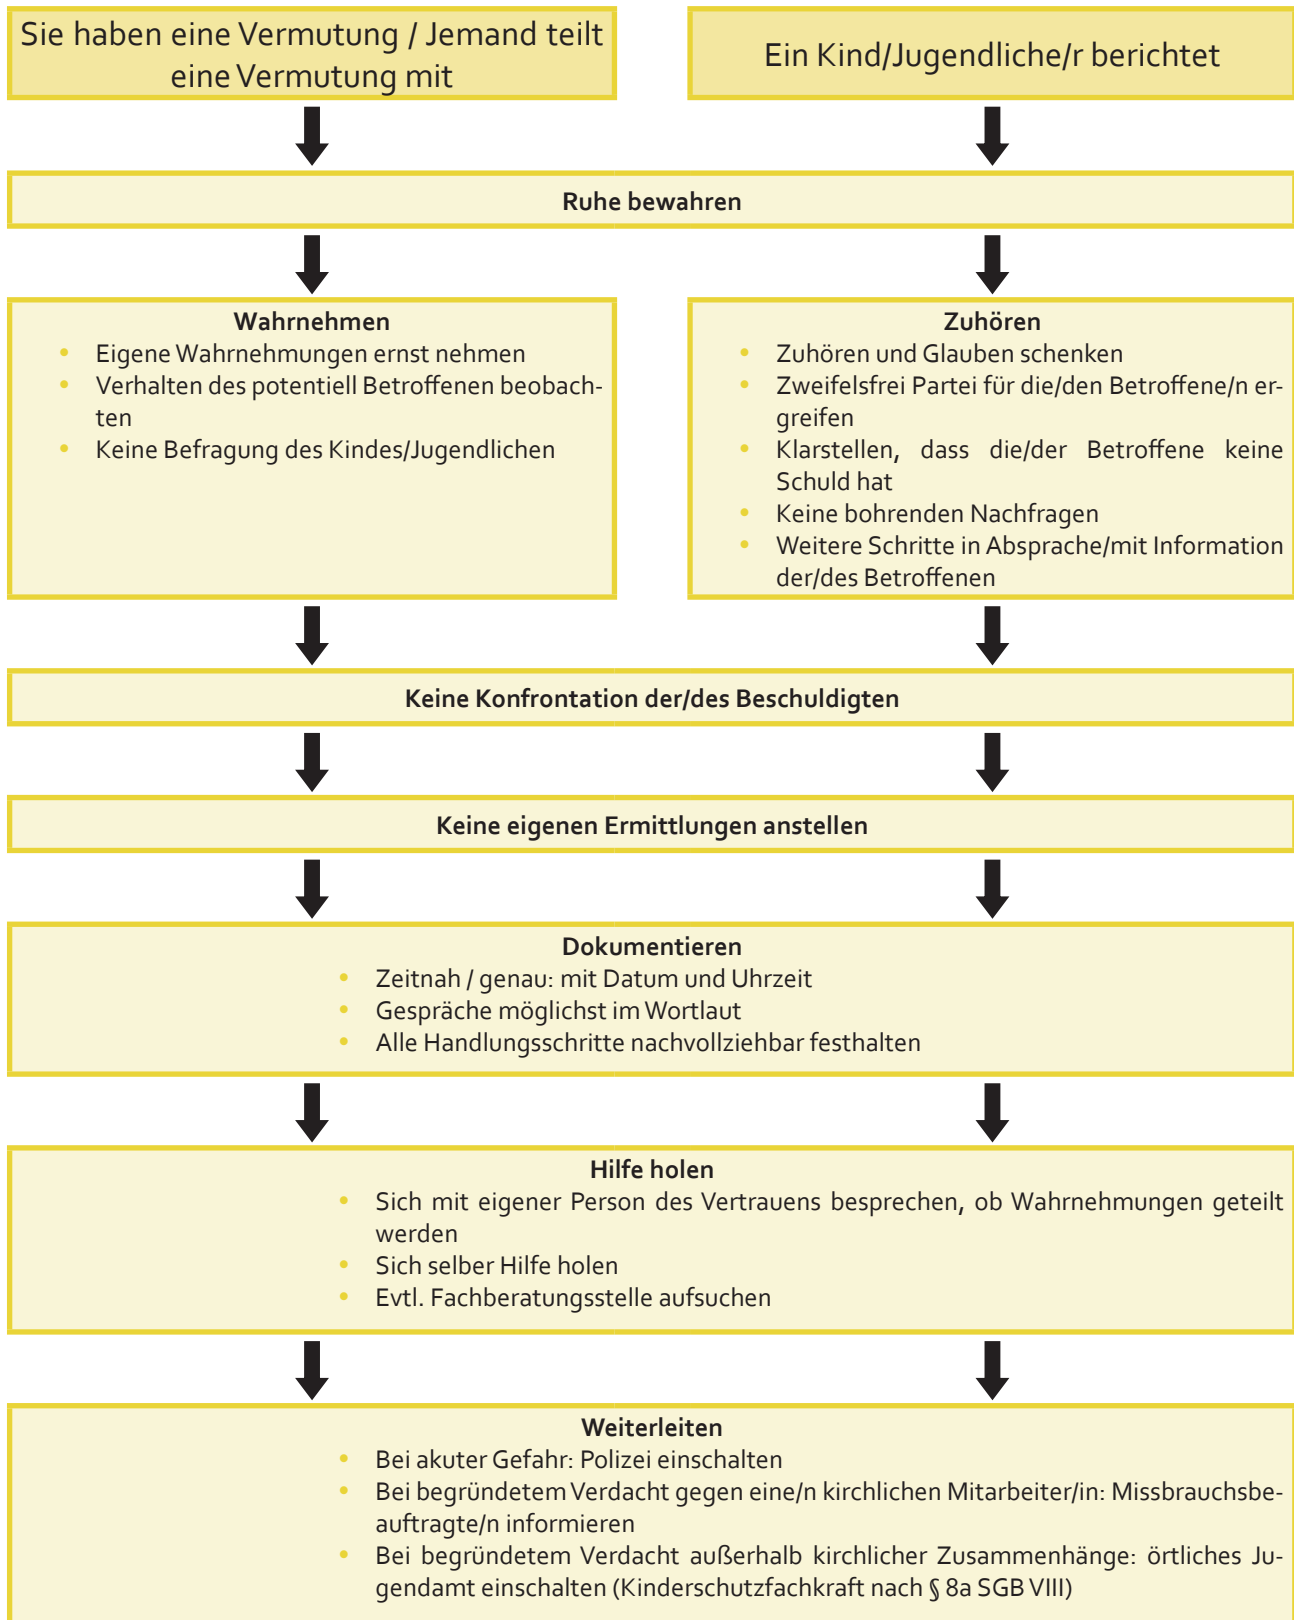 Sie haben eine Vermutung / Jemand teilt
eine Vermutung mit
Ein Kind/Jugendliche/r berichtet
Ruhe bewahren
Wahrnehmen
• Eigene Wahrnehmungen ernst nehmen
• Verhalten des potentiell Betroffenen beobach-
ten
• Keine Befragung des Kindes/Jugendlichen
Zuhören
• Zuhören und Glauben schenken
• Zweifelsfrei Partei für die/den Betroffene/n er-
greifen
• Klarstellen, dass die/der Betroffene keine
Schuld hat
• Keine bohrenden Nachfragen
• Weitere Schritte in Absprache/mit Information
der/des Betroffenen
Keine Konfrontation der/des Beschuldigten
Keine eigenen Ermittlungen anstellen
Dokumentieren
• Zeitnah / genau: mit Datum und Uhrzeit
• Gespräche möglichst im Wortlaut
• Alle Handlungsschritte nachvollziehbar festhalten
Hilfe holen
• Sich mit eigener Person des Vertrauens besprechen, ob Wahrnehmungen geteilt
werden
• Sich selber Hilfe holen
• Evtl. Fachberatungsstelle aufsuchen
Weiterleiten
• Bei akuter Gefahr: Polizei einschalten
• Bei begründetem Verdacht gegen eine/n kirchlichen Mitarbeiter/in: Missbrauchsbe-
auftragte/n informieren
• Bei begründetem Verdacht außerhalb kirchlicher Zusammenhänge: örtliches Ju-
gendamt einschalten (Kinderschutzfachkraft nach § 8a SGB VIII)